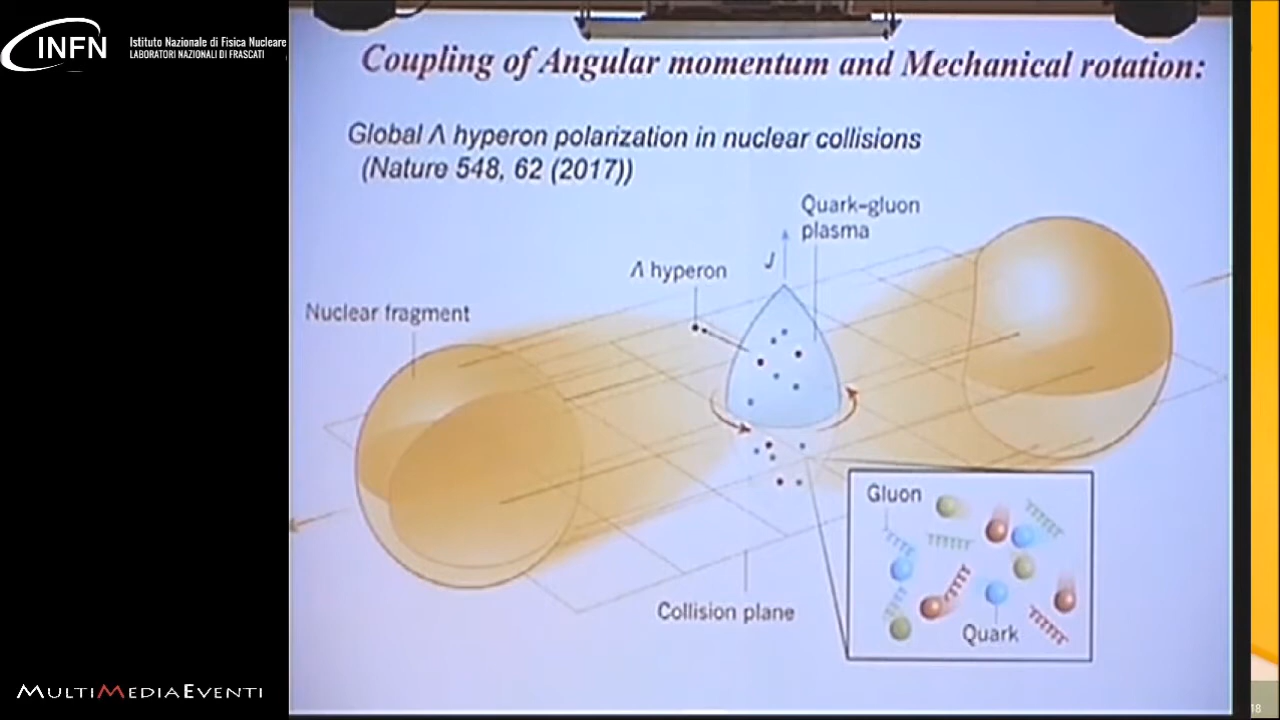 INFN
Istituto Nazionale di Fisica Nucleare
LABORATORI NAZIONALI DI FRASCATI
Coupling of Angular momentum and Mechanical rotation:
Global Λ hyperon polarization in nuclear collisions
(Nature 548, 62 (2017))
Quark–gluon
plasma
J
Λ hyperon
Nuclear fragment
Gluon
Quark
Collision plane
MULTIMEDIAEVENTI
18